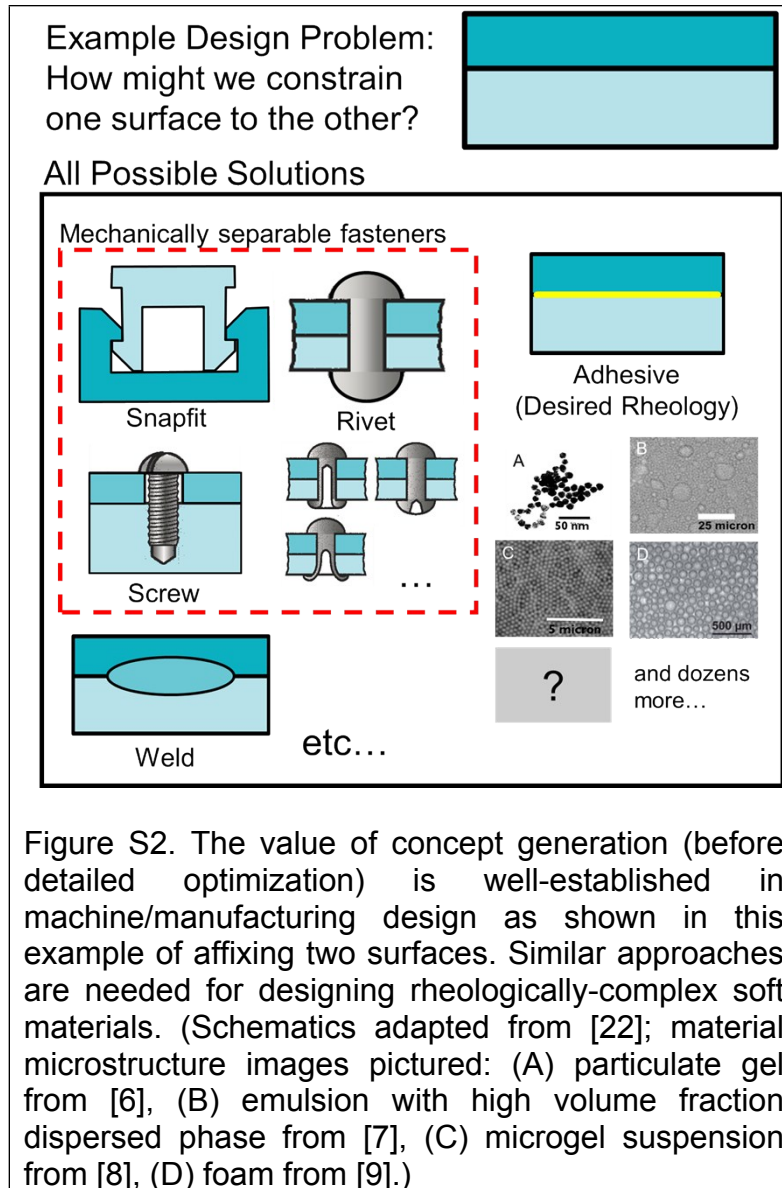 Example Design Problem:
How might we constrain
one surface to the other?
All Possible Solutions
Mechanically separable fasteners
Snapfit
Rivet
Screw
...
Weld
etc...
Adhesive
(Desired Rheology)
A
50 nm
B
25 micron
C
5 micron
D
500 µm
?
and dozens
more...
Figure S2. The value of concept generation (before
detailed optimization) is well-established in
machine/manufacturing design as shown in this
example of affixing two surfaces. Similar approaches
are needed for designing rheologically-complex soft
materials. (Schematics adapted from [22]; material
microstructure images pictured: (A) particulate gel
from [6], (B) emulsion with high volume fraction
dispersed phase from [7], (C) microgel suspension
from [8], (D) foam from [9].)